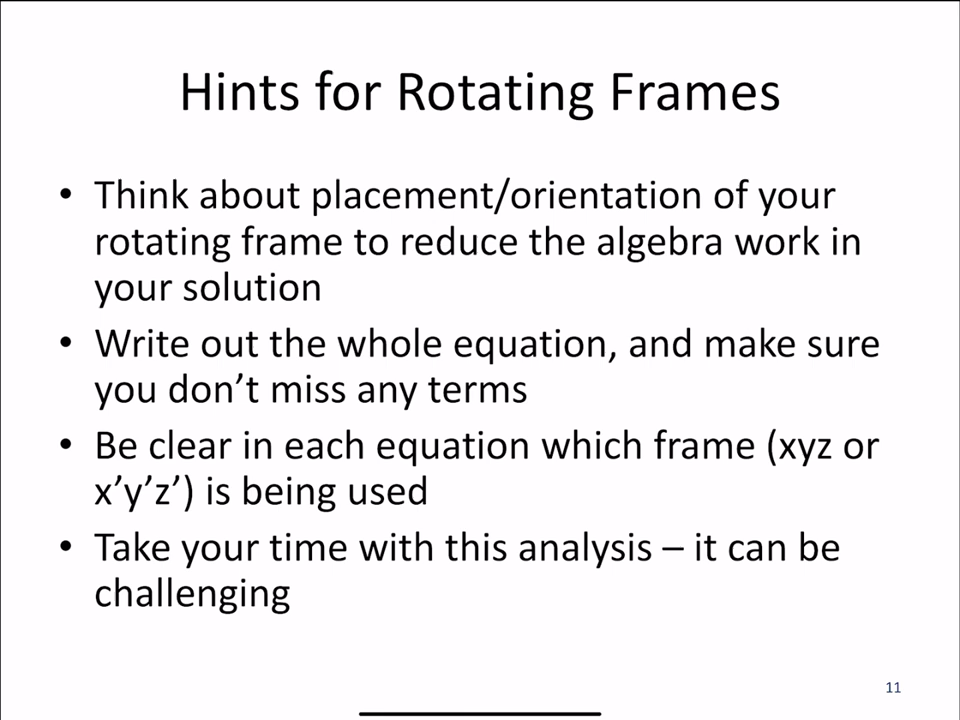 Hints for Rotating Frames
• Think about placement/orientation of your
rotating frame to reduce the algebra work in
your solution
• Write out the whole equation, and make sure
you don’t miss any terms
• Be clear in each equation which frame (xyz or
x’y’z’) is being used
• Take your time with this analysis – it can be
challenging
11